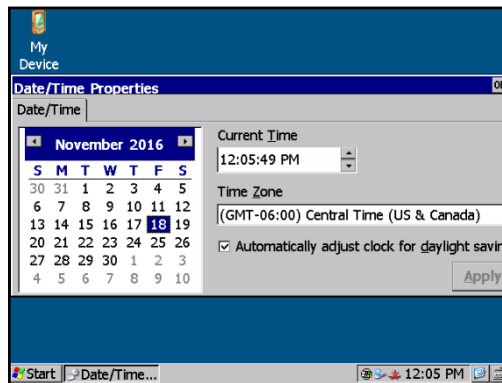 My
Device
Date/Time Properties
Date/Time
November 2016
S M T W T F S
30 31 1 2 3 4 5
6 7 8 9 10 11 12
13 14 15 16 17 18 19
20 21 22 23 24 25 26
27 28 29 30 1 2 3
4 5 6 7 8 9 10
Current Time
12:05:49 PM
Time Zone
(GMT-06:00) Central Time (US & Canada)
Automatically adjust clock for daylight savin
Apply
Start
Date/Time...
12:05 PM